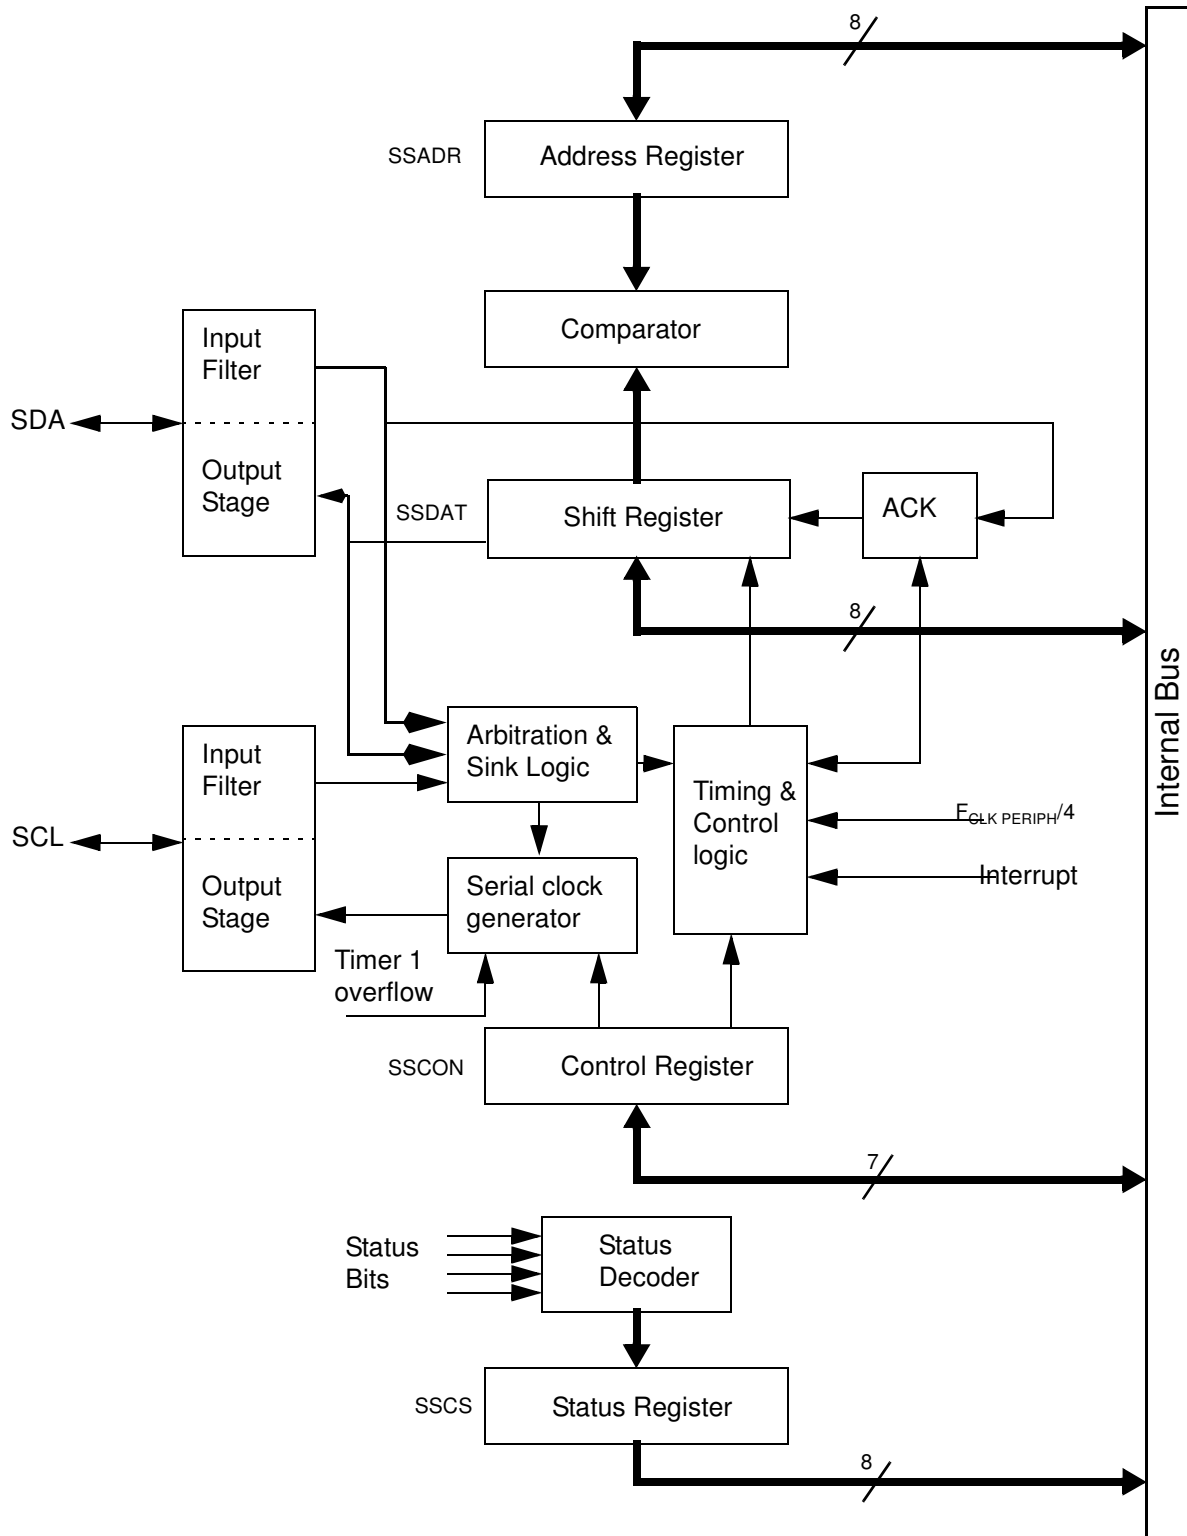 8
SSADR
Address Register
Comparator
Input
Filter
SDA
Output
Stage
SSDAT
Shift Register
ACK
8
Internal Bus
Input
Filter
SCL
Output
Stage
Arbitration &
Sink Logic
Timing &
Control
logic
FCLK PERIPH/4
Interrupt
Serial clock
generator
Timer 1
overflow
SSCON
Control Register
7
Status
Bits
Status
Decoder
SSCS
Status Register
8